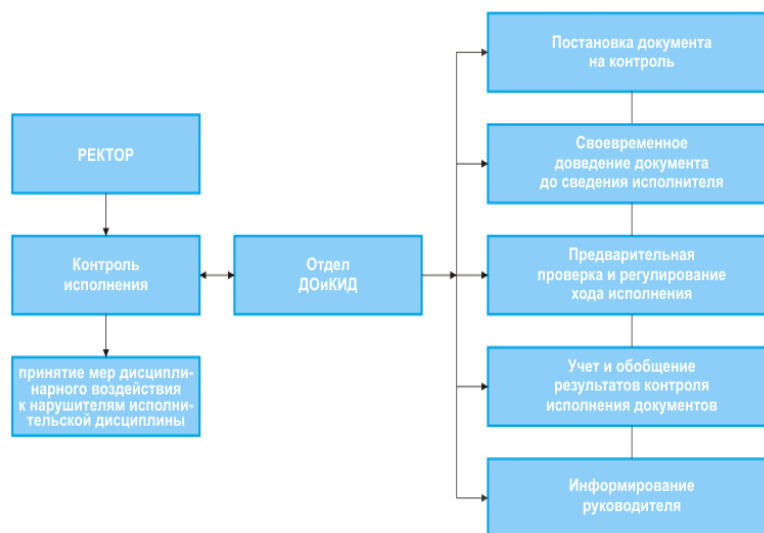 РЕКТОР
Контроль
исполнения
принятие мер дисципли-
нарного воздействия
к нарушителям исполни-
тельской дисциплины
Отдел
ДОиКИД
Постановка документа
на контроль
Своевременное
доведение документа
до сведения исполнителя
Предварительная
проверка и регулирование
хода исполнения
Учет и обобщение
результатов контроля
исполнения документов
Информирование
руководителя